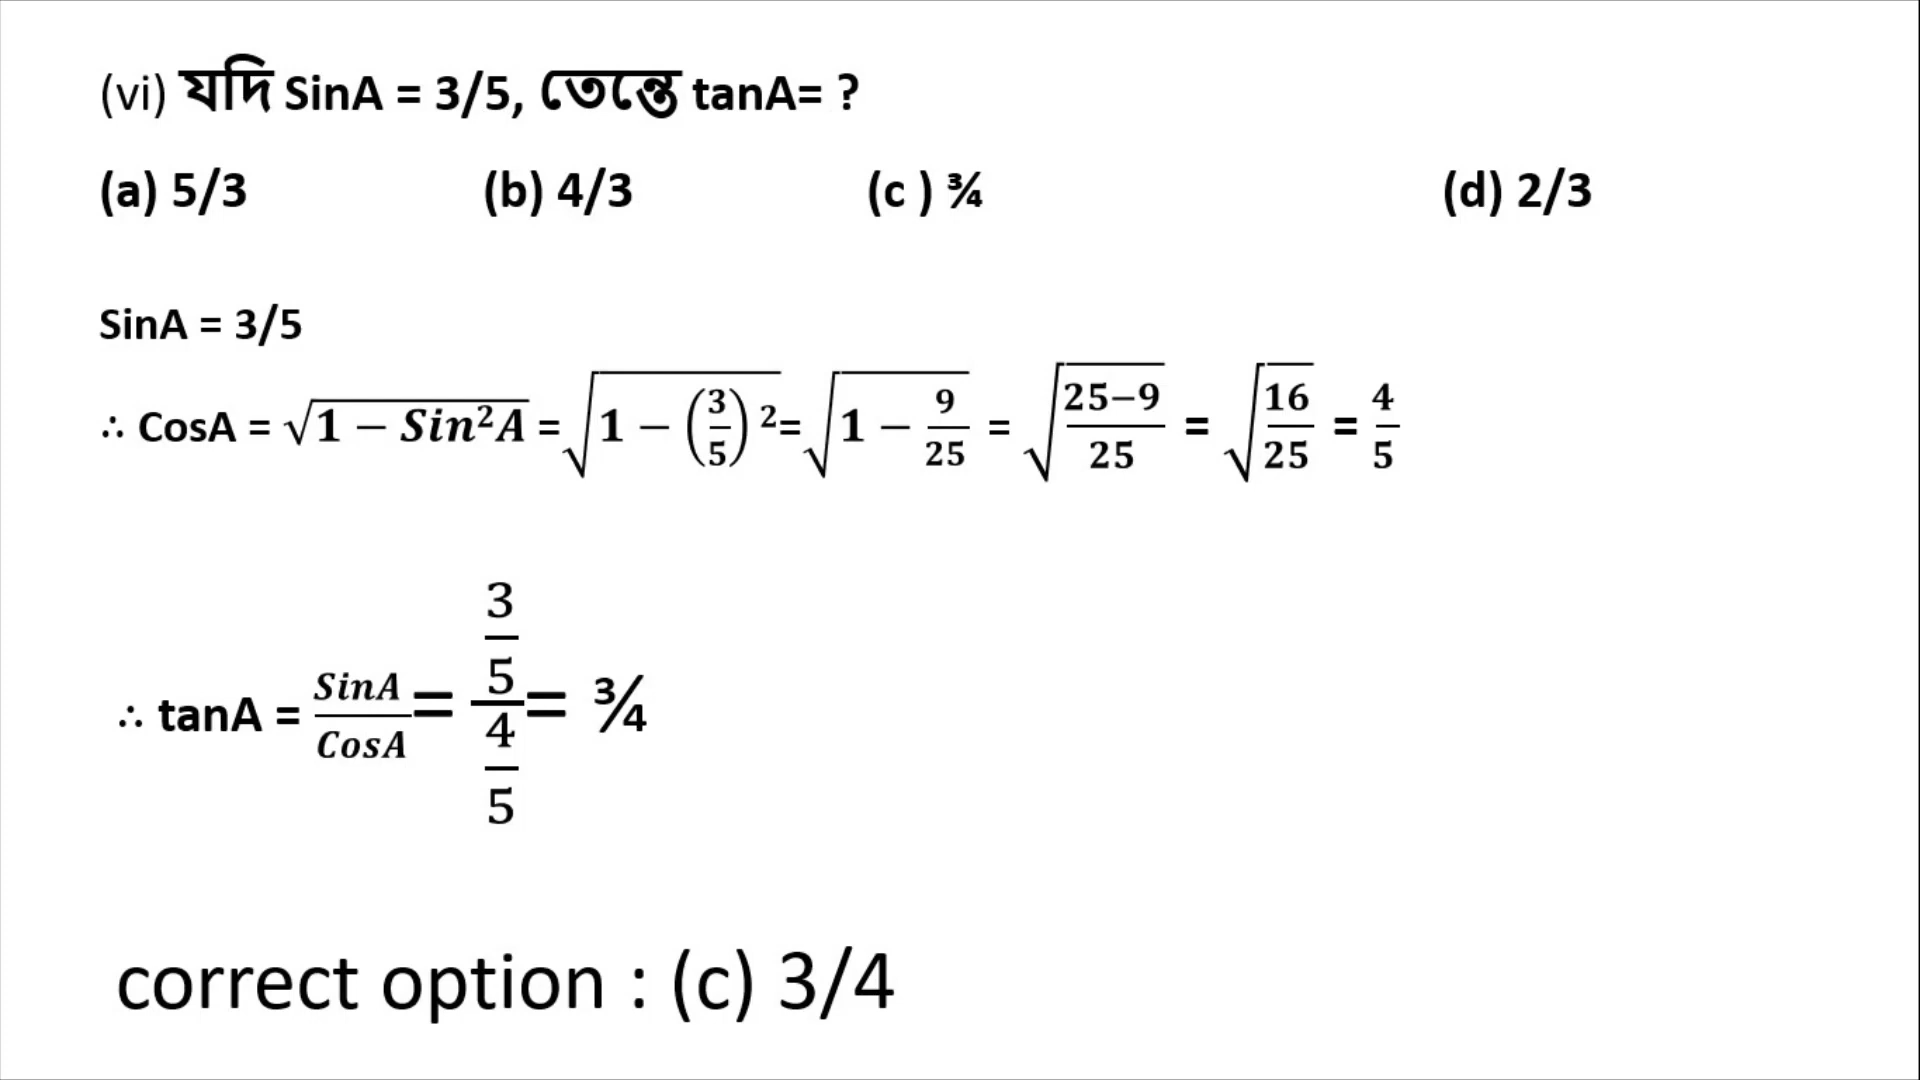 (vi) যদি SinA = 3/5, তেন্তে tanA= ?
(a) 5/3 (b) 4/3 (c ) ¾ (d) 2/3
SinA = 3/5
∴ CosA = √(1 − Sin²A) = √(1 − (3/5)²) = √(1 − 9/25) = √((25−9)/25) = √(16/25) = 4/5
∴ tanA = SinA/CosA = (3/5)/(4/5) = ¾
correct option : (c) 3/4